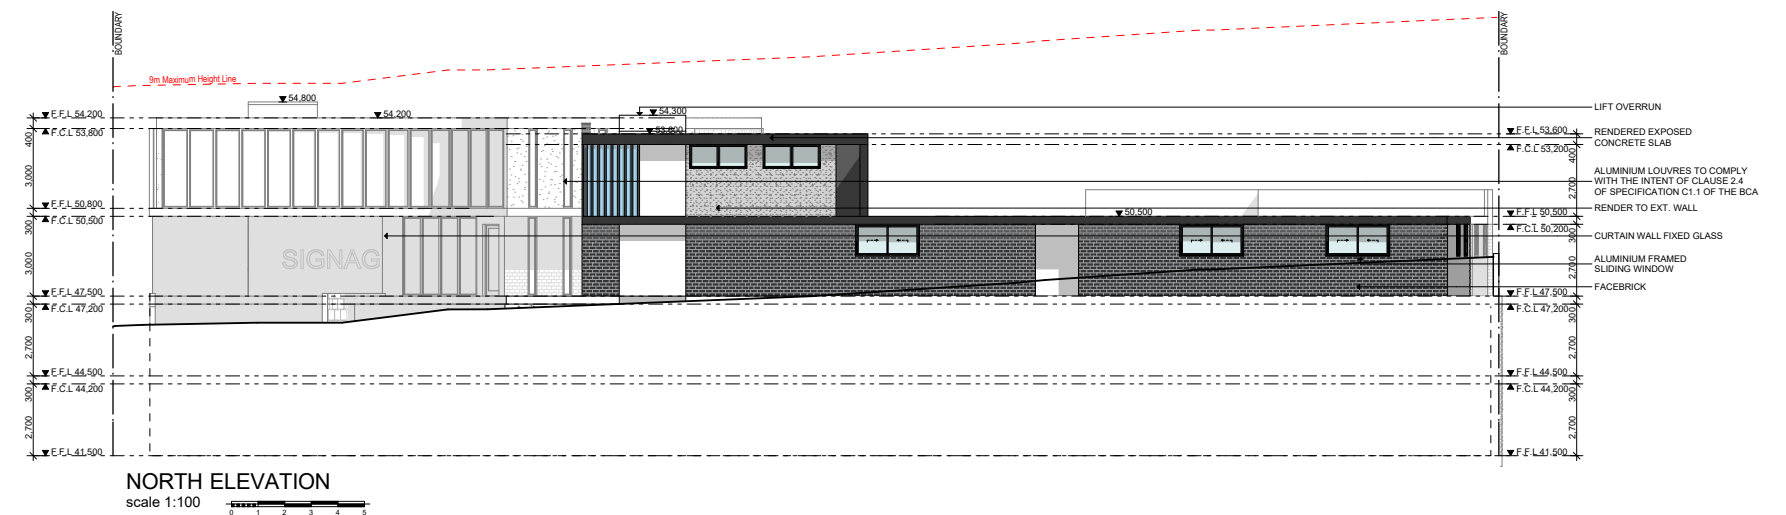 BOUNDARY
BOUNDARY
9m Maximum Height Line
54,800
54,200
54,300
53,800
50,500
F.F.L 54,200
F.C.L 53,800
F.F.L 50,800
F.C.L 50,500
F.F.L 47,500
F.C.L 47,200
F.F.L 44,500
F.C.L 44,200
F.F.L 41,500
400
3,000
300
3,000
300
2,700
300
2,700
SIGNAG
F.F.L 53,600
F.C.L 53,200
F.F.L 50,500
F.C.L 50,200
F.F.L 47,500
F.C.L 47,200
F.F.L 44,500
F.C.L 44,200
F.F.L 41,500
400
2,700
300
2,700
300
2,700
300
2,700
LIFT OVERRUN
RENDERED EXPOSED
CONCRETE SLAB
ALUMINIUM LOUVRES TO COMPLY
WITH THE INTENT OF CLAUSE 2.4
OF SPECIFICATION C1.1 OF THE BCA
RENDER TO EXT. WALL
CURTAIN WALL FIXED GLASS
ALUMINIUM FRAMED
SLIDING WINDOW
FACEBRICK
NORTH ELEVATION
scale 1:100
0 1 2 3 4 5